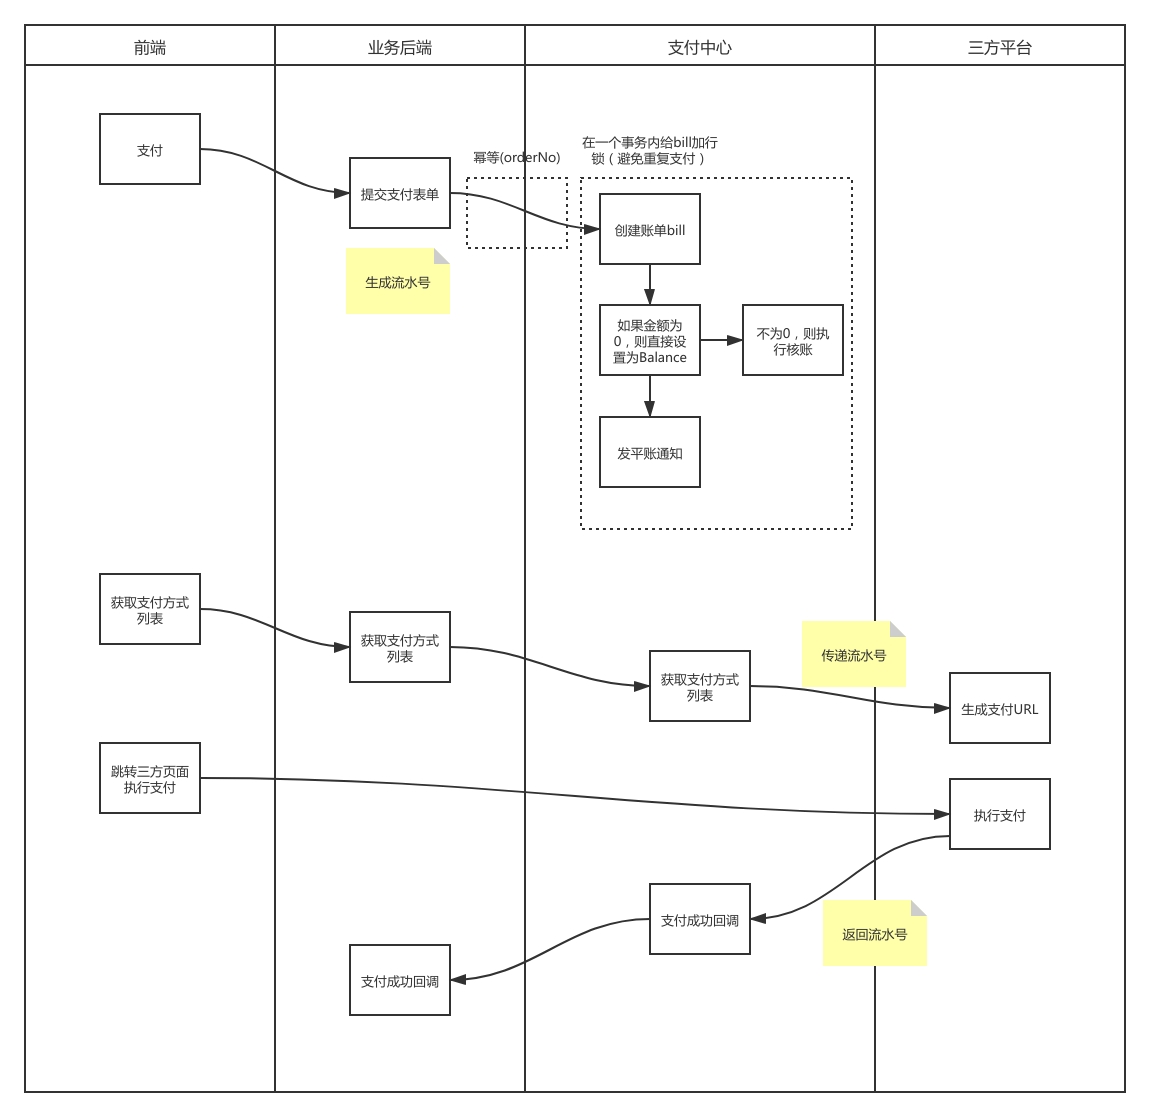 前端
业务后端
支付中心
三方平台
支付
提交支付表单
生成流水号
幂等(orderNo)
在一个事务内给bill加行
锁（避免重复支付）
创建账单bill
如果金额为
0，则直接设
置为Balance
不为0，则执
行核账
发平账通知
获取支付方式
列表
获取支付方式
列表
获取支付方式
列表
传递流水号
生成支付URL
跳转三方页面
执行支付
执行支付
支付成功回调
返回流水号
支付成功回调